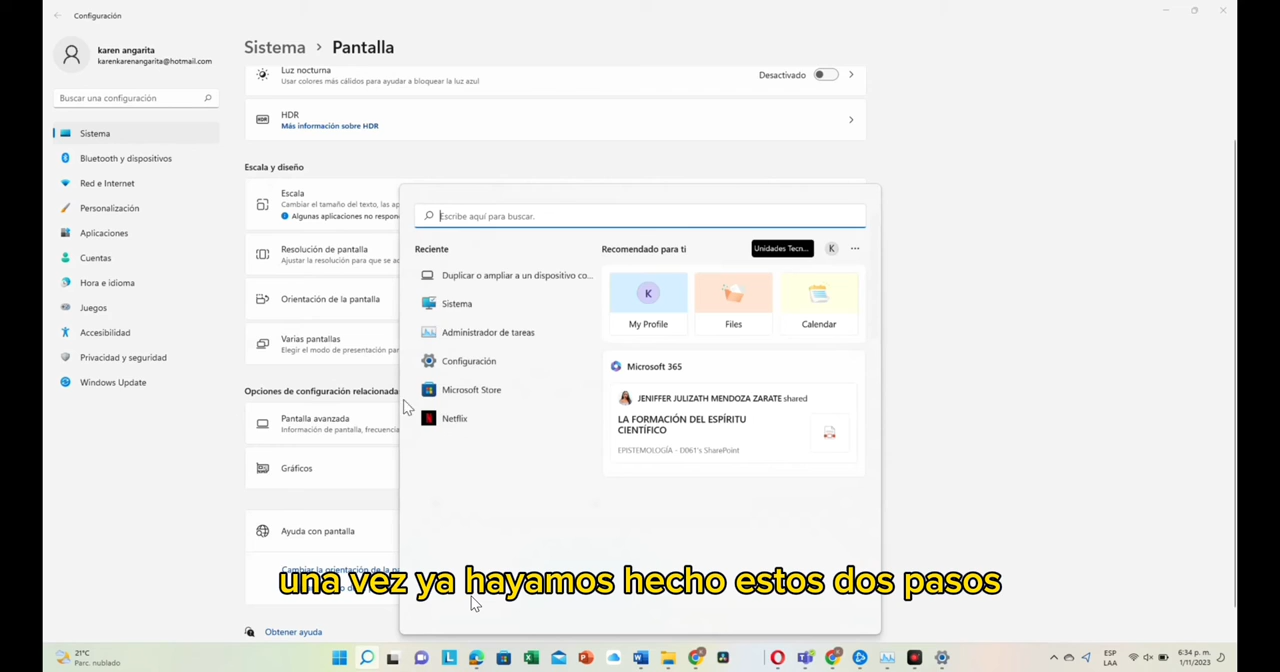 Configuración
karen angarita
karenkarenangarita@hotmail.com
Buscar una configuración
Sistema
Bluetooth y dispositivos
Red e Internet
Personalización
Aplicaciones
Cuentas
Hora e idioma
Juegos
Accesibilidad
Privacidad y seguridad
Windows Update
Sistema > Pantalla
Luz nocturna
Usar colores más cálidos para ayudar a bloquear la luz azul
Desactivado
HDR
Más información sobre HDR
Escala y diseño
Escala
Cambiar el tamaño del texto, las ap
Algunas aplicaciones no respon
Resolución de pantalla
Ajustar la resolución para que se ac
Orientación de la pantalla
Varias pantallas
Elegir el modo de presentación par
Opciones de configuración relacionadas
Pantalla avanzada
Información de pantalla, frecuencia
Gráficos
Ayuda con pantalla
Cambiar la orientación de la
Obtener ayuda
Escribe aquí para buscar.
Reciente
Duplicar o ampliar a un dispositivo co...
Sistema
Administrador de tareas
Configuración
Microsoft Store
Netflix
Recomendado para ti
Unidades Tecn...
K
K
My Profile
Files
Calendar
Microsoft 365
JENIFFER JULIZATH MENDOZA ZARATE shared
LA FORMACIÓN DEL ESPÍRITU
CIENTÍFICO
EPISTEMOLOGÍA - D061's SharePoint
una vez ya hayamos hecho estos dos pasos
21°C
Parc. nublado
ESP
LAA
6:34 p. m.
1/11/2023